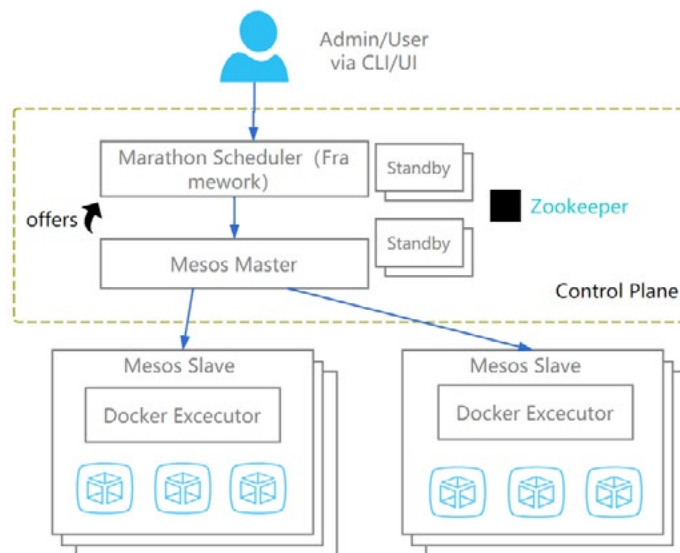 Admin/User
via CLI/UI
Marathon Scheduler（Fra
mework）
Standby
offers
Zookeeper
Standby
Mesos Master
Control Plane
Mesos Slave
Mesos Slave
Docker Excecutor
Docker Excecutor